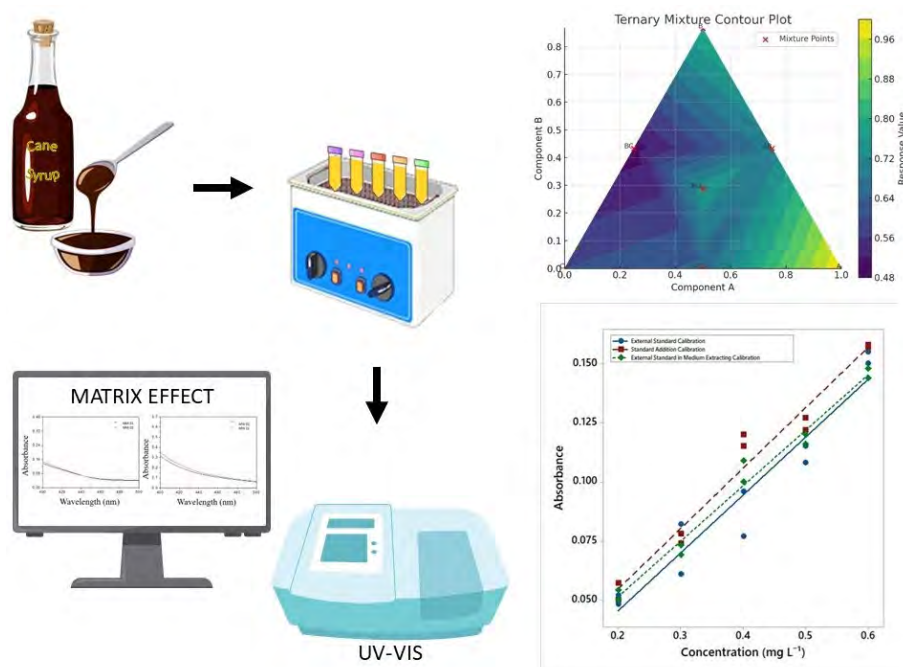 Cane
Syrup
Ternary Mixture Contour Plot
Mixture Points
Component B
0.8
0.7
0.6
0.5
0.4
0.3
0.2
0.1
0.0
0.0
0.2
0.4
0.6
0.8
1.0
Component A
0.96
0.88
0.80
0.72
0.64
0.56
0.48
Response Value
MATRIX EFFECT
Absorbance
Wavelength (nm)
Absorbance
Wavelength (nm)
UV-VIS
External Standard Calibration
Standard Addition Calibration
External Standard in Medium Extracting Calibration
Absorbance
0.150
0.125
0.100
0.075
0.050
0.2
0.3
0.4
0.5
0.6
Concentration (mg L⁻¹)